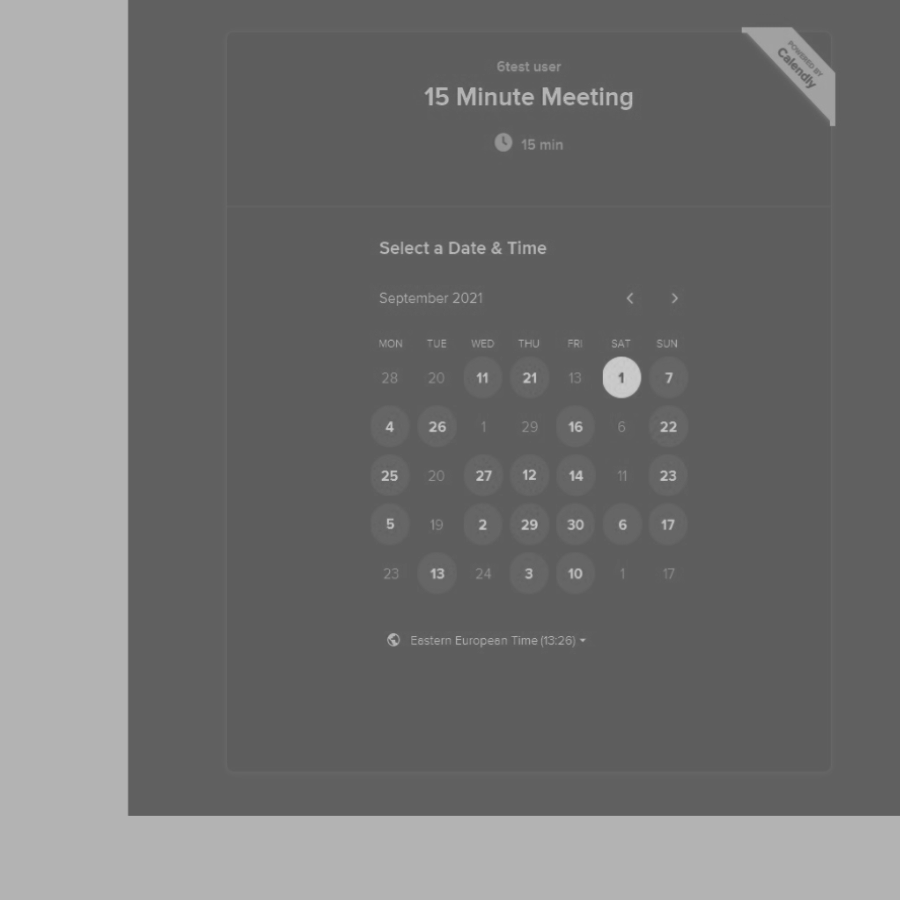 POWERED BY
Calendly
6test user
15 Minute Meeting
15 min
Select a Date & Time
September 2021
MON TUE WED THU FRI SAT SUN
28 20 11 21 13 1 7
4 26 1 29 16 6 22
25 20 27 12 14 11 23
5 19 2 29 30 6 17
23 13 24 3 10 1 17
Eastern European Time (13:26)